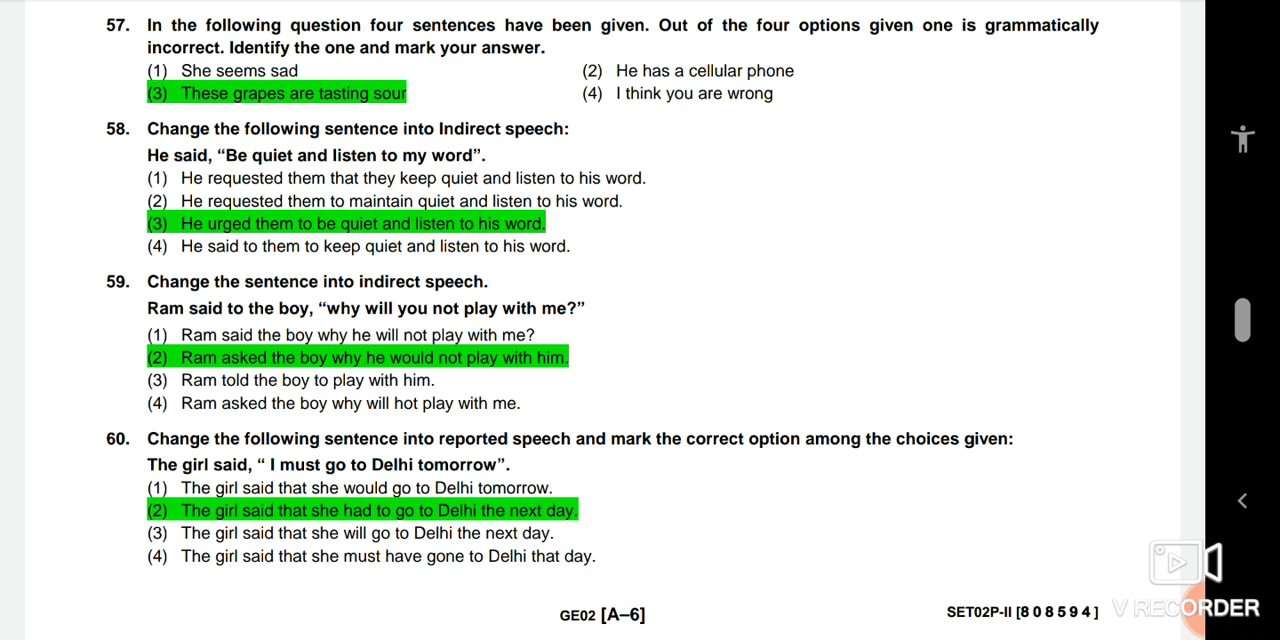 57. In the following question four sentences have been given. Out of the four options given one is grammatically
incorrect. Identify the one and mark your answer.
(1) She seems sad (2) He has a cellular phone
(3) These grapes are tasting sour (4) I think you are wrong
58. Change the following sentence into Indirect speech:
He said, “Be quiet and listen to my word”.
(1) He requested them that they keep quiet and listen to his word.
(2) He requested them to maintain quiet and listen to his word.
(3) He urged them to be quiet and listen to his word.
(4) He said to them to keep quiet and listen to his word.
59. Change the sentence into indirect speech.
Ram said to the boy, “why will you not play with me?”
(1) Ram said the boy why he will not play with me?
(2) Ram asked the boy why he would not play with him.
(3) Ram told the boy to play with him.
(4) Ram asked the boy why will hot play with me.
60. Change the following sentence into reported speech and mark the correct option among the choices given:
The girl said, “ I must go to Delhi tomorrow”.
(1) The girl said that she would go to Delhi tomorrow.
(2) The girl said that she had to go to Delhi the next day.
(3) The girl said that she will go to Delhi the next day.
(4) The girl said that she must have gone to Delhi that day.
GE02 [A–6] SET02P-II [8 0 8 5 9 4]
V RECORDER